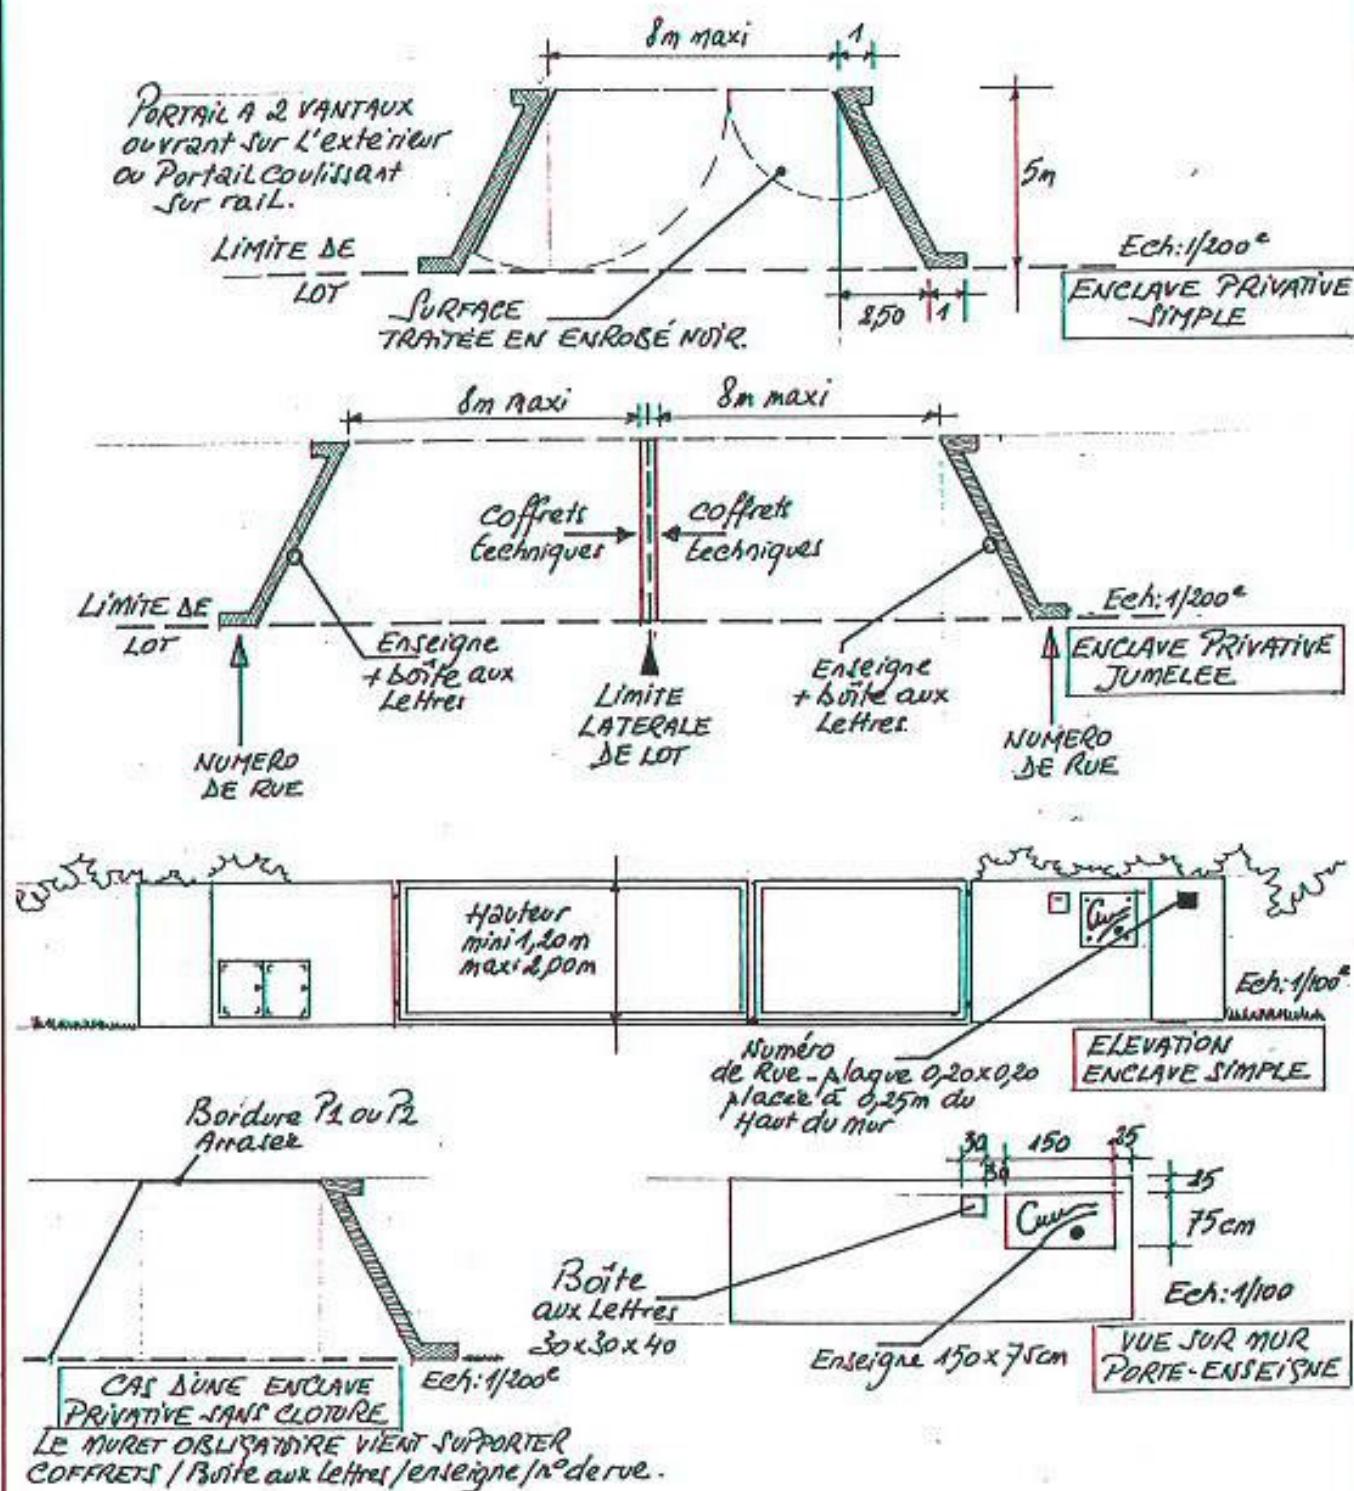 8m maxi
1
PORTAIL A 2 VANTAUX
ouvrant sur l'extérieur
ou Portail coulissant
sur rail.
5m
LIMITE DE
LOT
Ech: 1/200e
ENCLAVE PRIVATIVE
SIMPLE
SURFACE
TRAITÉE EN ENROBÉ NOIR.
2,50
1
8m maxi
8m maxi
coffrets
techniques
coffrets
techniques
LIMITE DE
LOT
Ech: 1/200e
ENCLAVE PRIVATIVE
JUMELEE
Enseigne
+ boîte aux
Lettres
Enseigne
+ boîte aux
Lettres.
LIMITE
LATERALE
DE LOT
NUMERO
DE RUE
NUMERO
DE RUE
Hauteur
mini 1,20m
maxi 2,00m
Ech: 1/100e
ELEVATION
ENCLAVE SIMPLE
Numéro
de Rue - plaque 0,20x0,20
placée à 0,25m du
Haut du mur
Bordure P1 ou P2
Arrasee
30
150
25
30
25
75cm
Boîte
aux Lettres
30x30x40
Enseigne 150x75cm
Ech: 1/100
VUE SUR MUR
PORTE-ENSEIGNE
Ech: 1/200e
CAS D'UNE ENCLAVE
PRIVATIVE SANS CLOTURE
LE MURET OBLIGATOIRE VIENT SUPPORTER
COFFRETS / Boîte aux Lettres / enseigne / n° de rue.